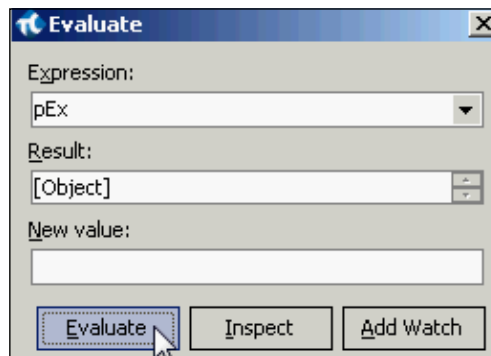 Evaluate
Expression:
pEx
Result:
[Object]
New value:
Evaluate Inspect Add Watch